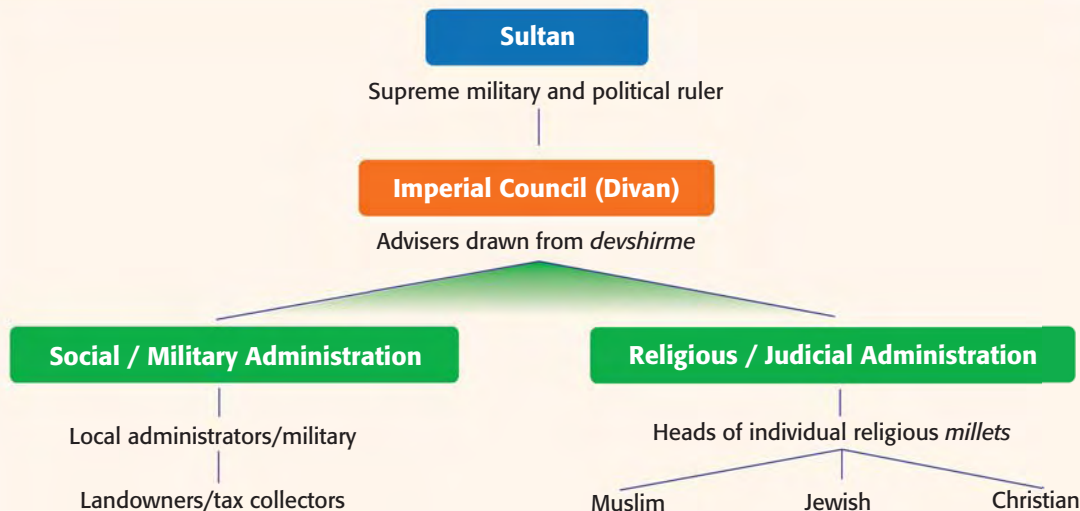 Sultan
Supreme military and political ruler
Imperial Council (Divan)
Advisers drawn from devshirme
Social / Military Administration
Local administrators/military
Landowners/tax collectors
Religious / Judicial Administration
Heads of individual religious millets
Muslim
Jewish
Christian